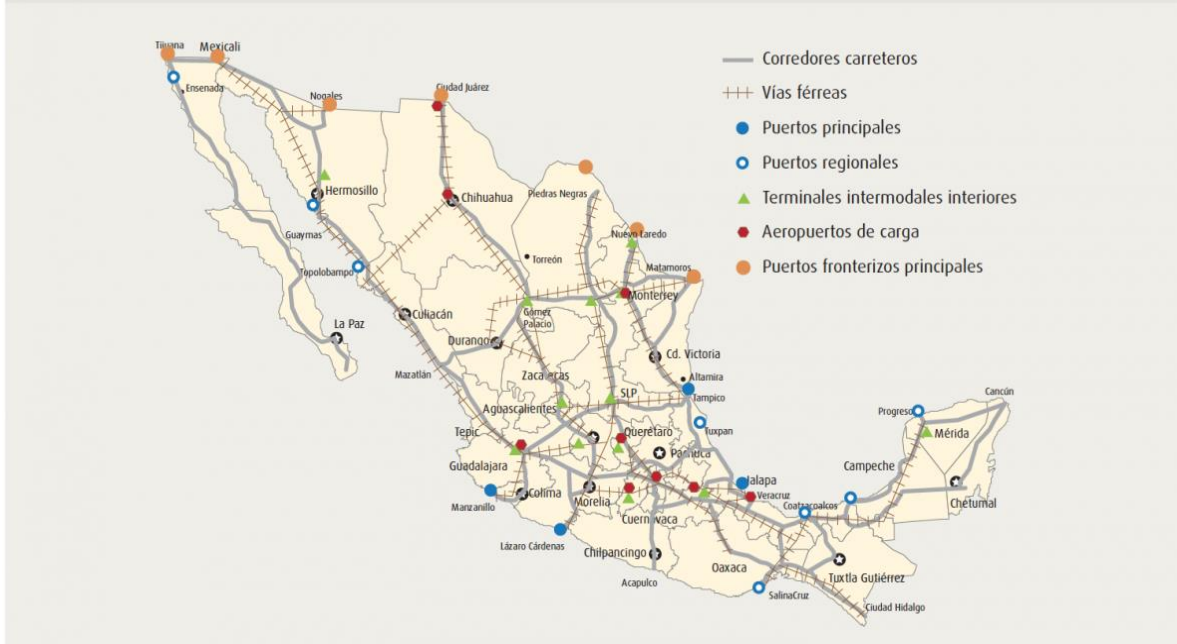 Tijuana
Mexicali
Ensenada
Nogales
Ciudad Juárez
Corredores carreteros
Vías férreas
Puertos principales
Puertos regionales
Terminales intermodales interiores
Aeropuertos de carga
Puertos fronterizos principales
Hermosillo
Chihuahua
Piedras Negras
Guaymas
Nuevo Laredo
Topolobampo
Torreón
Matamoros
Monterrey
Culiacán
Gómez
Palacio
La Paz
Durango
Cd. Victoria
Mazatlán
Zacatecas
Altamira
SLP
Tampico
Aguascalientes
Cancún
Progreso
Tepic
Querétaro
Tuxpan
Mérida
Guadalajara
Pachuca
Campeche
Manzanillo
Colima
Morelia
Jalapa
Veracruz
Coatzacoalcos
Chetumal
Cuernavaca
Lázaro Cárdenas
Chilpancingo
Oaxaca
Tuxtla Gutiérrez
Acapulco
SalinaCruz
Ciudad Hidalgo